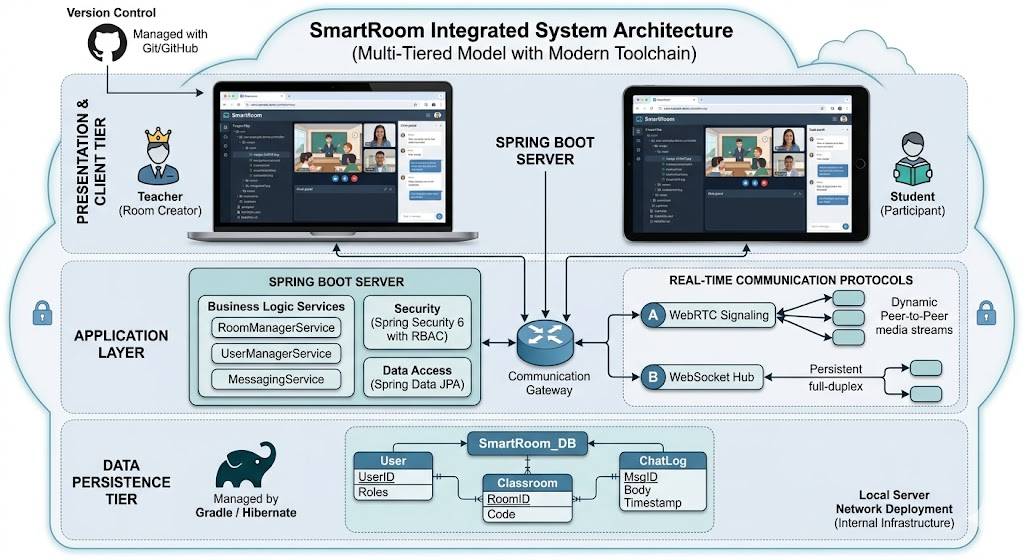 Version Control
Managed with
Git/GitHub
SmartRoom Integrated System Architecture
(Multi-Tiered Model with Modern Toolchain)
PRESENTATION &
CLIENT TIER
Teacher
(Room Creator)
SmartRoom
SPRING BOOT
SERVER
SmartRoom
Student
(Participant)
APPLICATION
LAYER
SPRING BOOT SERVER
Business Logic Services
RoomManagerService
UserManagerService
MessagingService
Security
(Spring Security 6
with RBAC)
Data Access
(Spring Data JPA)
Communication
Gateway
REAL-TIME COMMUNICATION PROTOCOLS
A WebRTC Signaling
Dynamic
Peer-to-Peer
media streams
B WebSocket Hub
Persistent
full-duplex
DATA
PERSISTENCE
TIER
Managed by
Gradle / Hibernate
SmartRoom_DB
User
UserID
Roles
Classroom
RoomID
Code
ChatLog
MsgID
Body
Timestamp
Local Server
Network Deployment
(Internal Infrastructure)